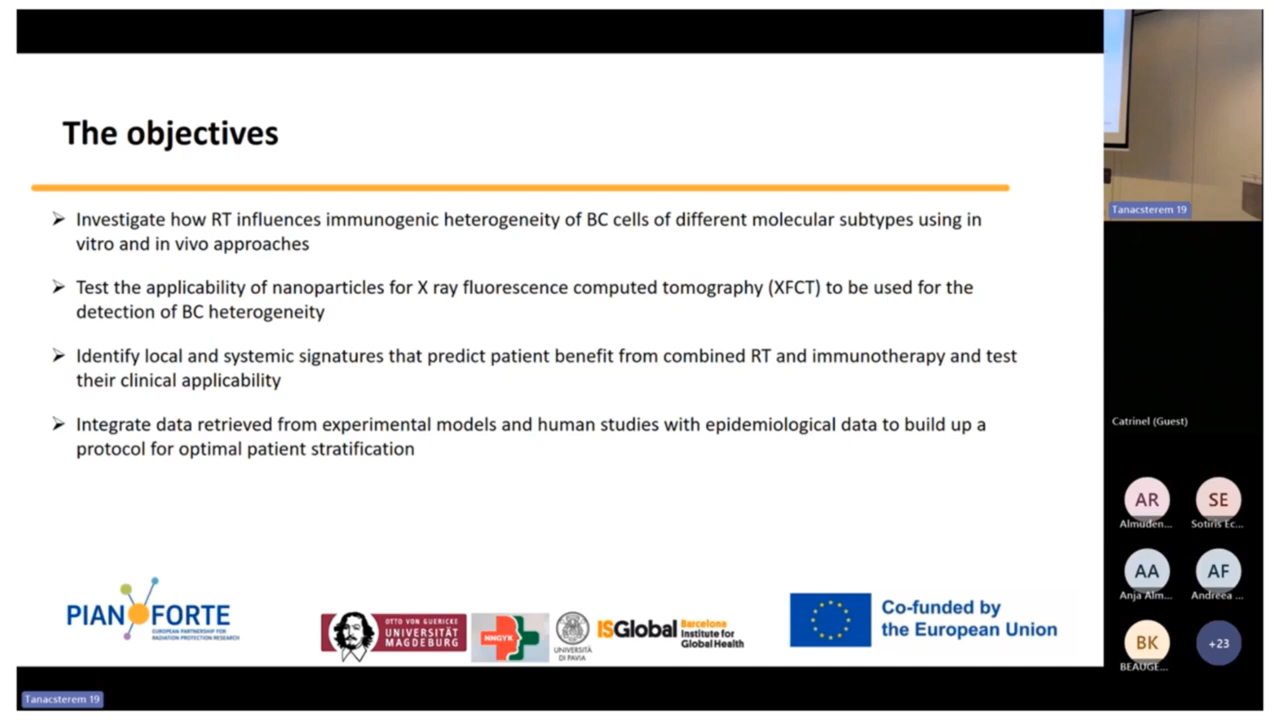 The objectives
Investigate how RT influences immunogenic heterogeneity of BC cells of different molecular subtypes using in
vitro and in vivo approaches
Test the applicability of nanoparticles for X ray fluorescence computed tomography (XFCT) to be used for the
detection of BC heterogeneity
Identify local and systemic signatures that predict patient benefit from combined RT and immunotherapy and test
their clinical applicability
Integrate data retrieved from experimental models and human studies with epidemiological data to build up a
protocol for optimal patient stratification
PIANOFORTE
EUROPEAN PARTNERSHIP FOR
RADIATION PROTECTION RESEARCH
OTTO VON GUERICKE
UNIVERSITÄT
MAGDEBURG
NNGYK
UNIVERSITÀ
DI PAVIA
ISGlobal
Barcelona
Institute for
Global Health
Co-funded by
the European Union
Tanacsterem 19
Tanacsterem 19
Catrinel (Guest)
AR
SE
Almuden...
Sotiris Ec...
AA
AF
Anja Alm...
Andreea ...
BK
+23
BEAUGE...